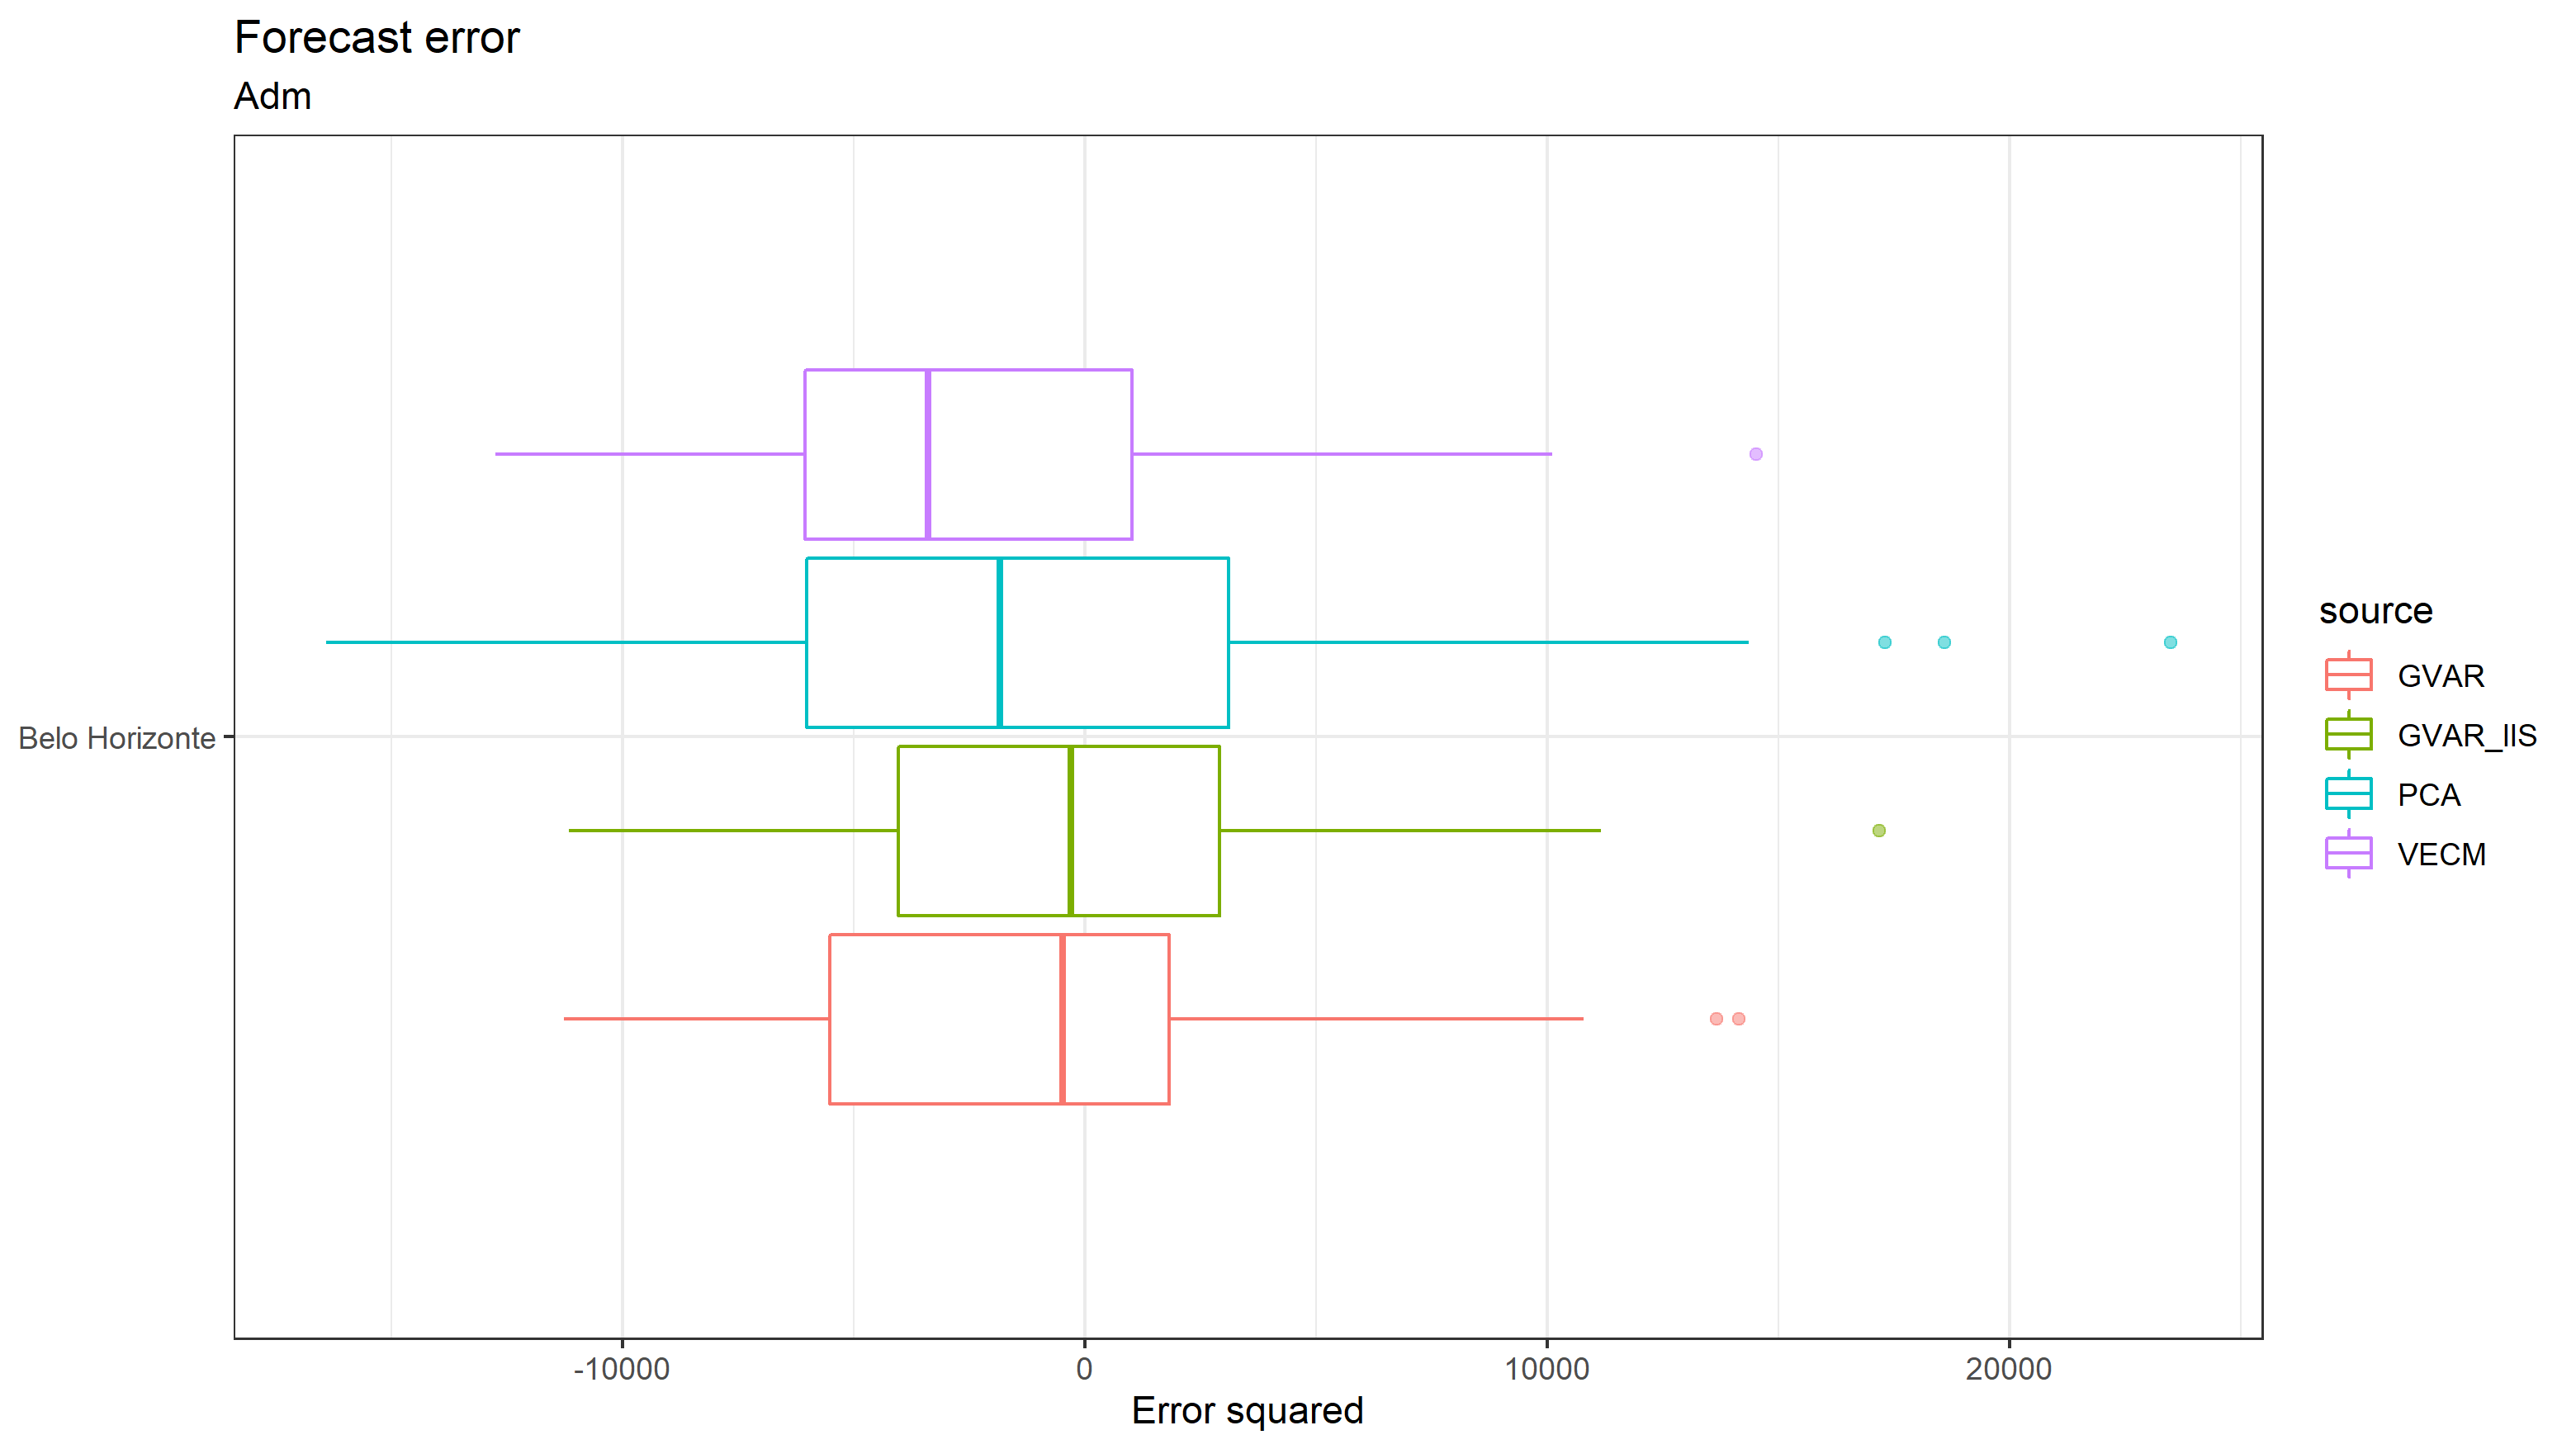 Forecast error
Adm
Belo Horizonte
-10000
0
10000
20000
Error squared
source
GVAR
GVAR_IIS
PCA
VECM